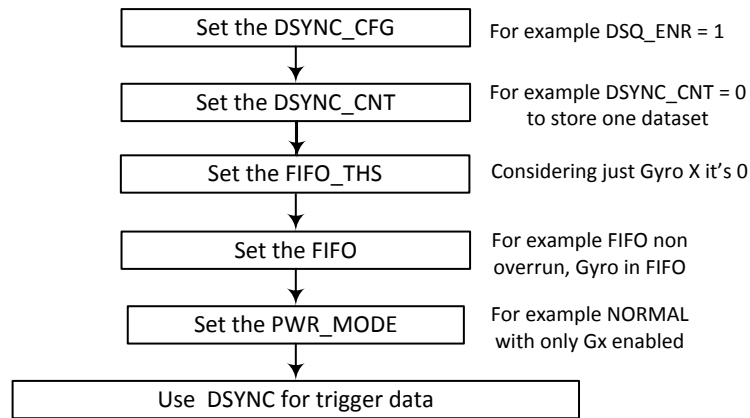 Set the DSYNC_CFG
For example DSQ_ENR = 1
Set the DSYNC_CNT
For example DSYNC_CNT = 0
to store one dataset
Set the FIFO_THS
Considering just Gyro X it's 0
Set the FIFO
For example FIFO non
overrun, Gyro in FIFO
Set the PWR_MODE
For example NORMAL
with only Gx enabled
Use DSYNC for trigger data